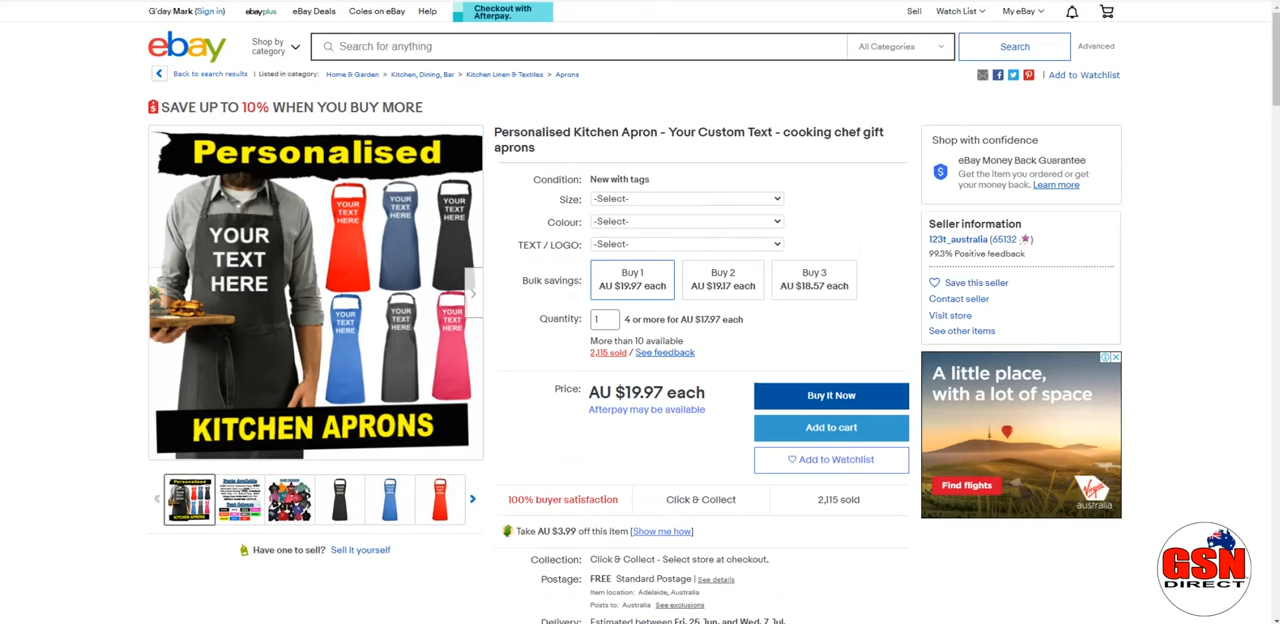 G'day Mark (Sign in)
ebayplus
eBay Deals
Coles on eBay
Help
Checkout with
Afterpay.
Sell
Watch List
My eBay
ebay
Shop by
category
Search for anything
All Categories
Search
Advanced
Back to search results | Listed in category: Home & Garden > Kitchen, Dining, Bar > Kitchen Linen & Textiles > Aprons
| Add to Watchlist
SAVE UP TO 10% WHEN YOU BUY MORE
Personalised
YOUR
TEXT
HERE
YOUR
TEXT
HERE
YOUR
TEXT
HERE
YOUR
TEXT
HERE
YOUR
TEXT
HERE
YOUR
TEXT
HERE
YOUR
TEXT
HERE
KITCHEN APRONS
Have one to sell? Sell it yourself
Personalised Kitchen Apron - Your Custom Text - cooking chef gift
aprons
Condition: New with tags
Size: -Select-
Colour: -Select-
TEXT / LOGO: -Select-
Bulk savings:
Buy 1
AU $19.97 each
Buy 2
AU $19.17 each
Buy 3
AU $18.57 each
Quantity: 1 4 or more for AU $17.97 each
More than 10 available
2,115 sold / See feedback
Price: AU $19.97 each
Afterpay may be available
Buy It Now
Add to cart
Add to Watchlist
100% buyer satisfaction
Click & Collect
2,115 sold
Take AU $3.99 off this item [Show me how]
Collection: Click & Collect - Select store at checkout.
Postage: FREE Standard Postage | See details
Item location: Adelaide, Australia
Posts to: Australia See exclusions
Delivery: Estimated between Fri. 25 Jun. and Wed. 7 Jul.
Shop with confidence
eBay Money Back Guarantee
Get the item you ordered or get
your money back. Learn more
Seller information
123t_australia (65132)
99.3% Positive feedback
Save this seller
Contact seller
Visit store
See other items
A little place,
with a lot of space
Find flights
Virgin
australia
GSN
DIRECT